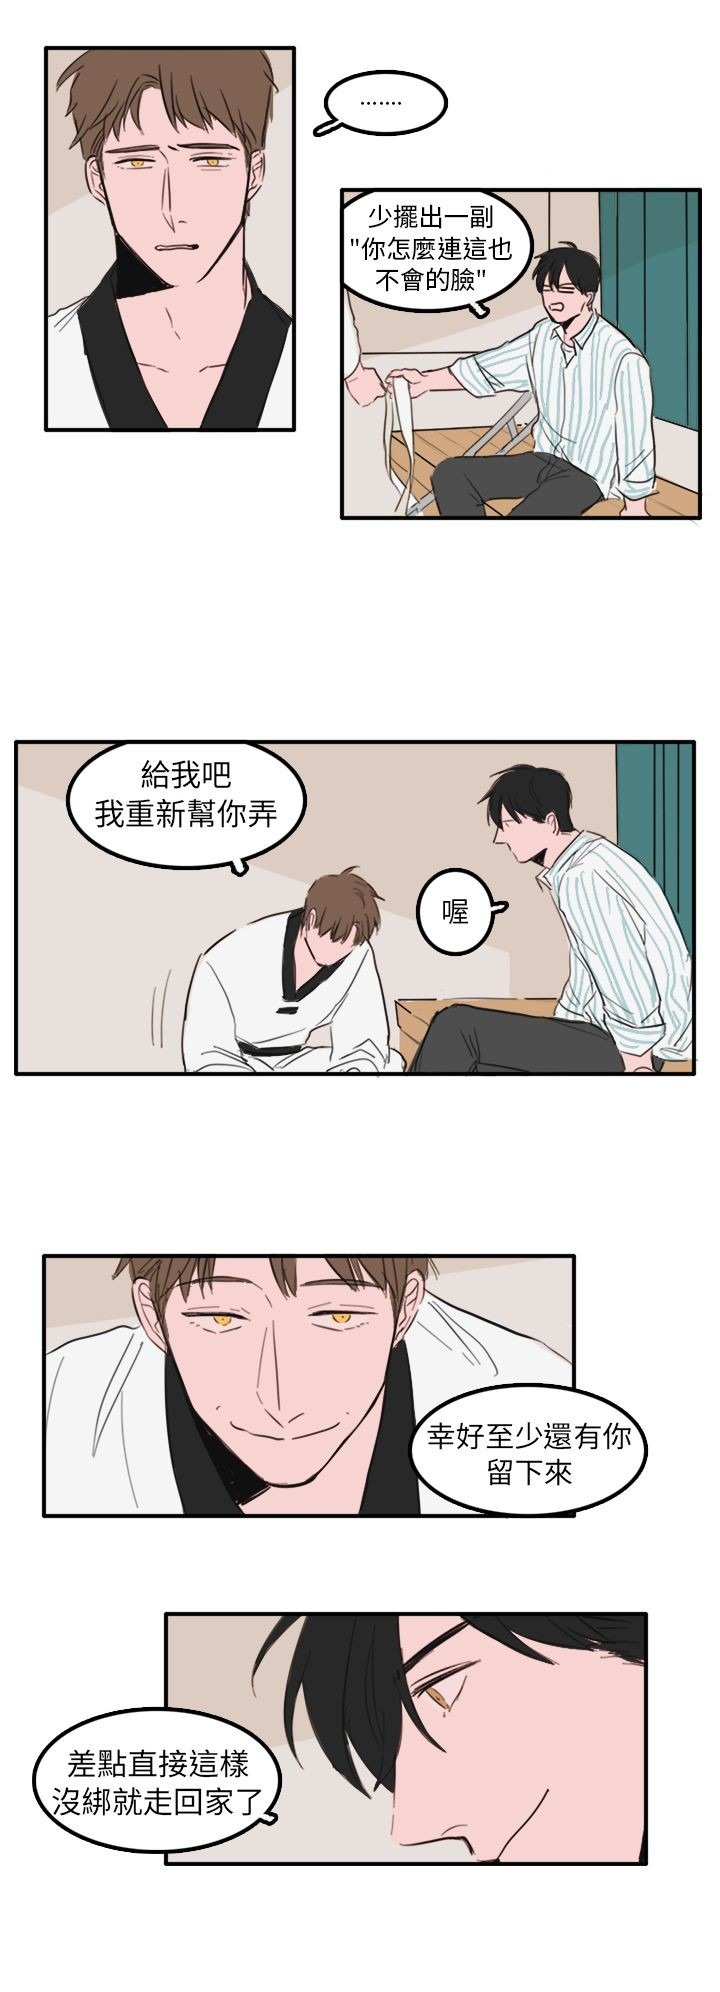 .......
少擺出一副
"你怎麼連這也
不會的臉"
給我吧
我重新幫你弄
喔
幸好至少還有你
留下來
差點直接這樣
沒綁就走回家了